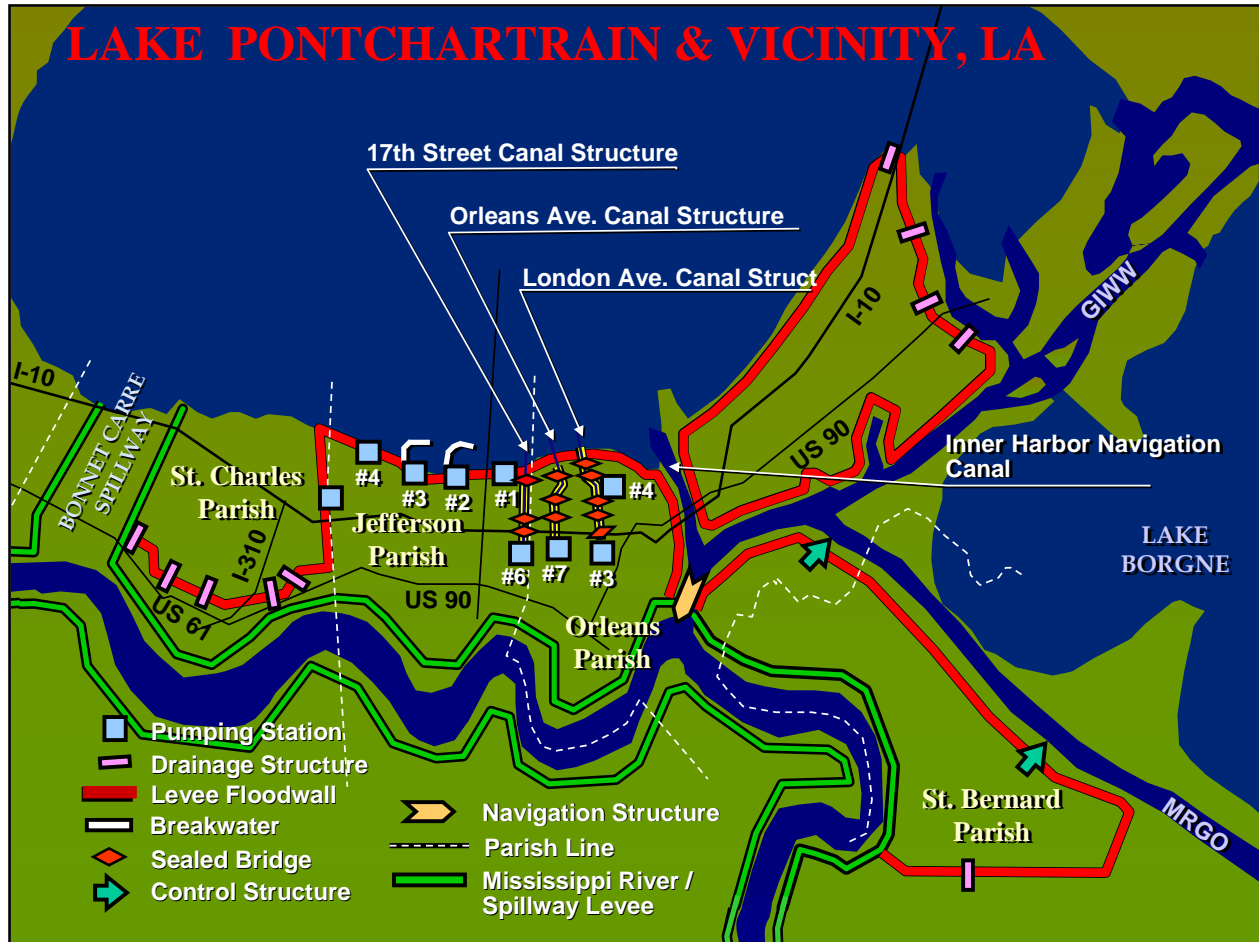 LAKE PONTCHARTRAIN & VICINITY, LA
17th Street Canal Structure
Orleans Ave. Canal Structure
London Ave. Canal Struct
I-10
GIWW
I-10
BONNET CARRE
SPILLWAY
US 90
Inner Harbor Navigation
Canal
St. Charles
Parish
#4
#3
#2
#1
#4
Jefferson
Parish
I-310
#6
#7
#3
LAKE
BORGNE
US 61
US 90
Orleans
Parish
Pumping Station
Drainage Structure
Levee Floodwall
Breakwater
Sealed Bridge
Control Structure
Navigation Structure
Parish Line
Mississippi River /
Spillway Levee
St. Bernard
Parish
MRGO